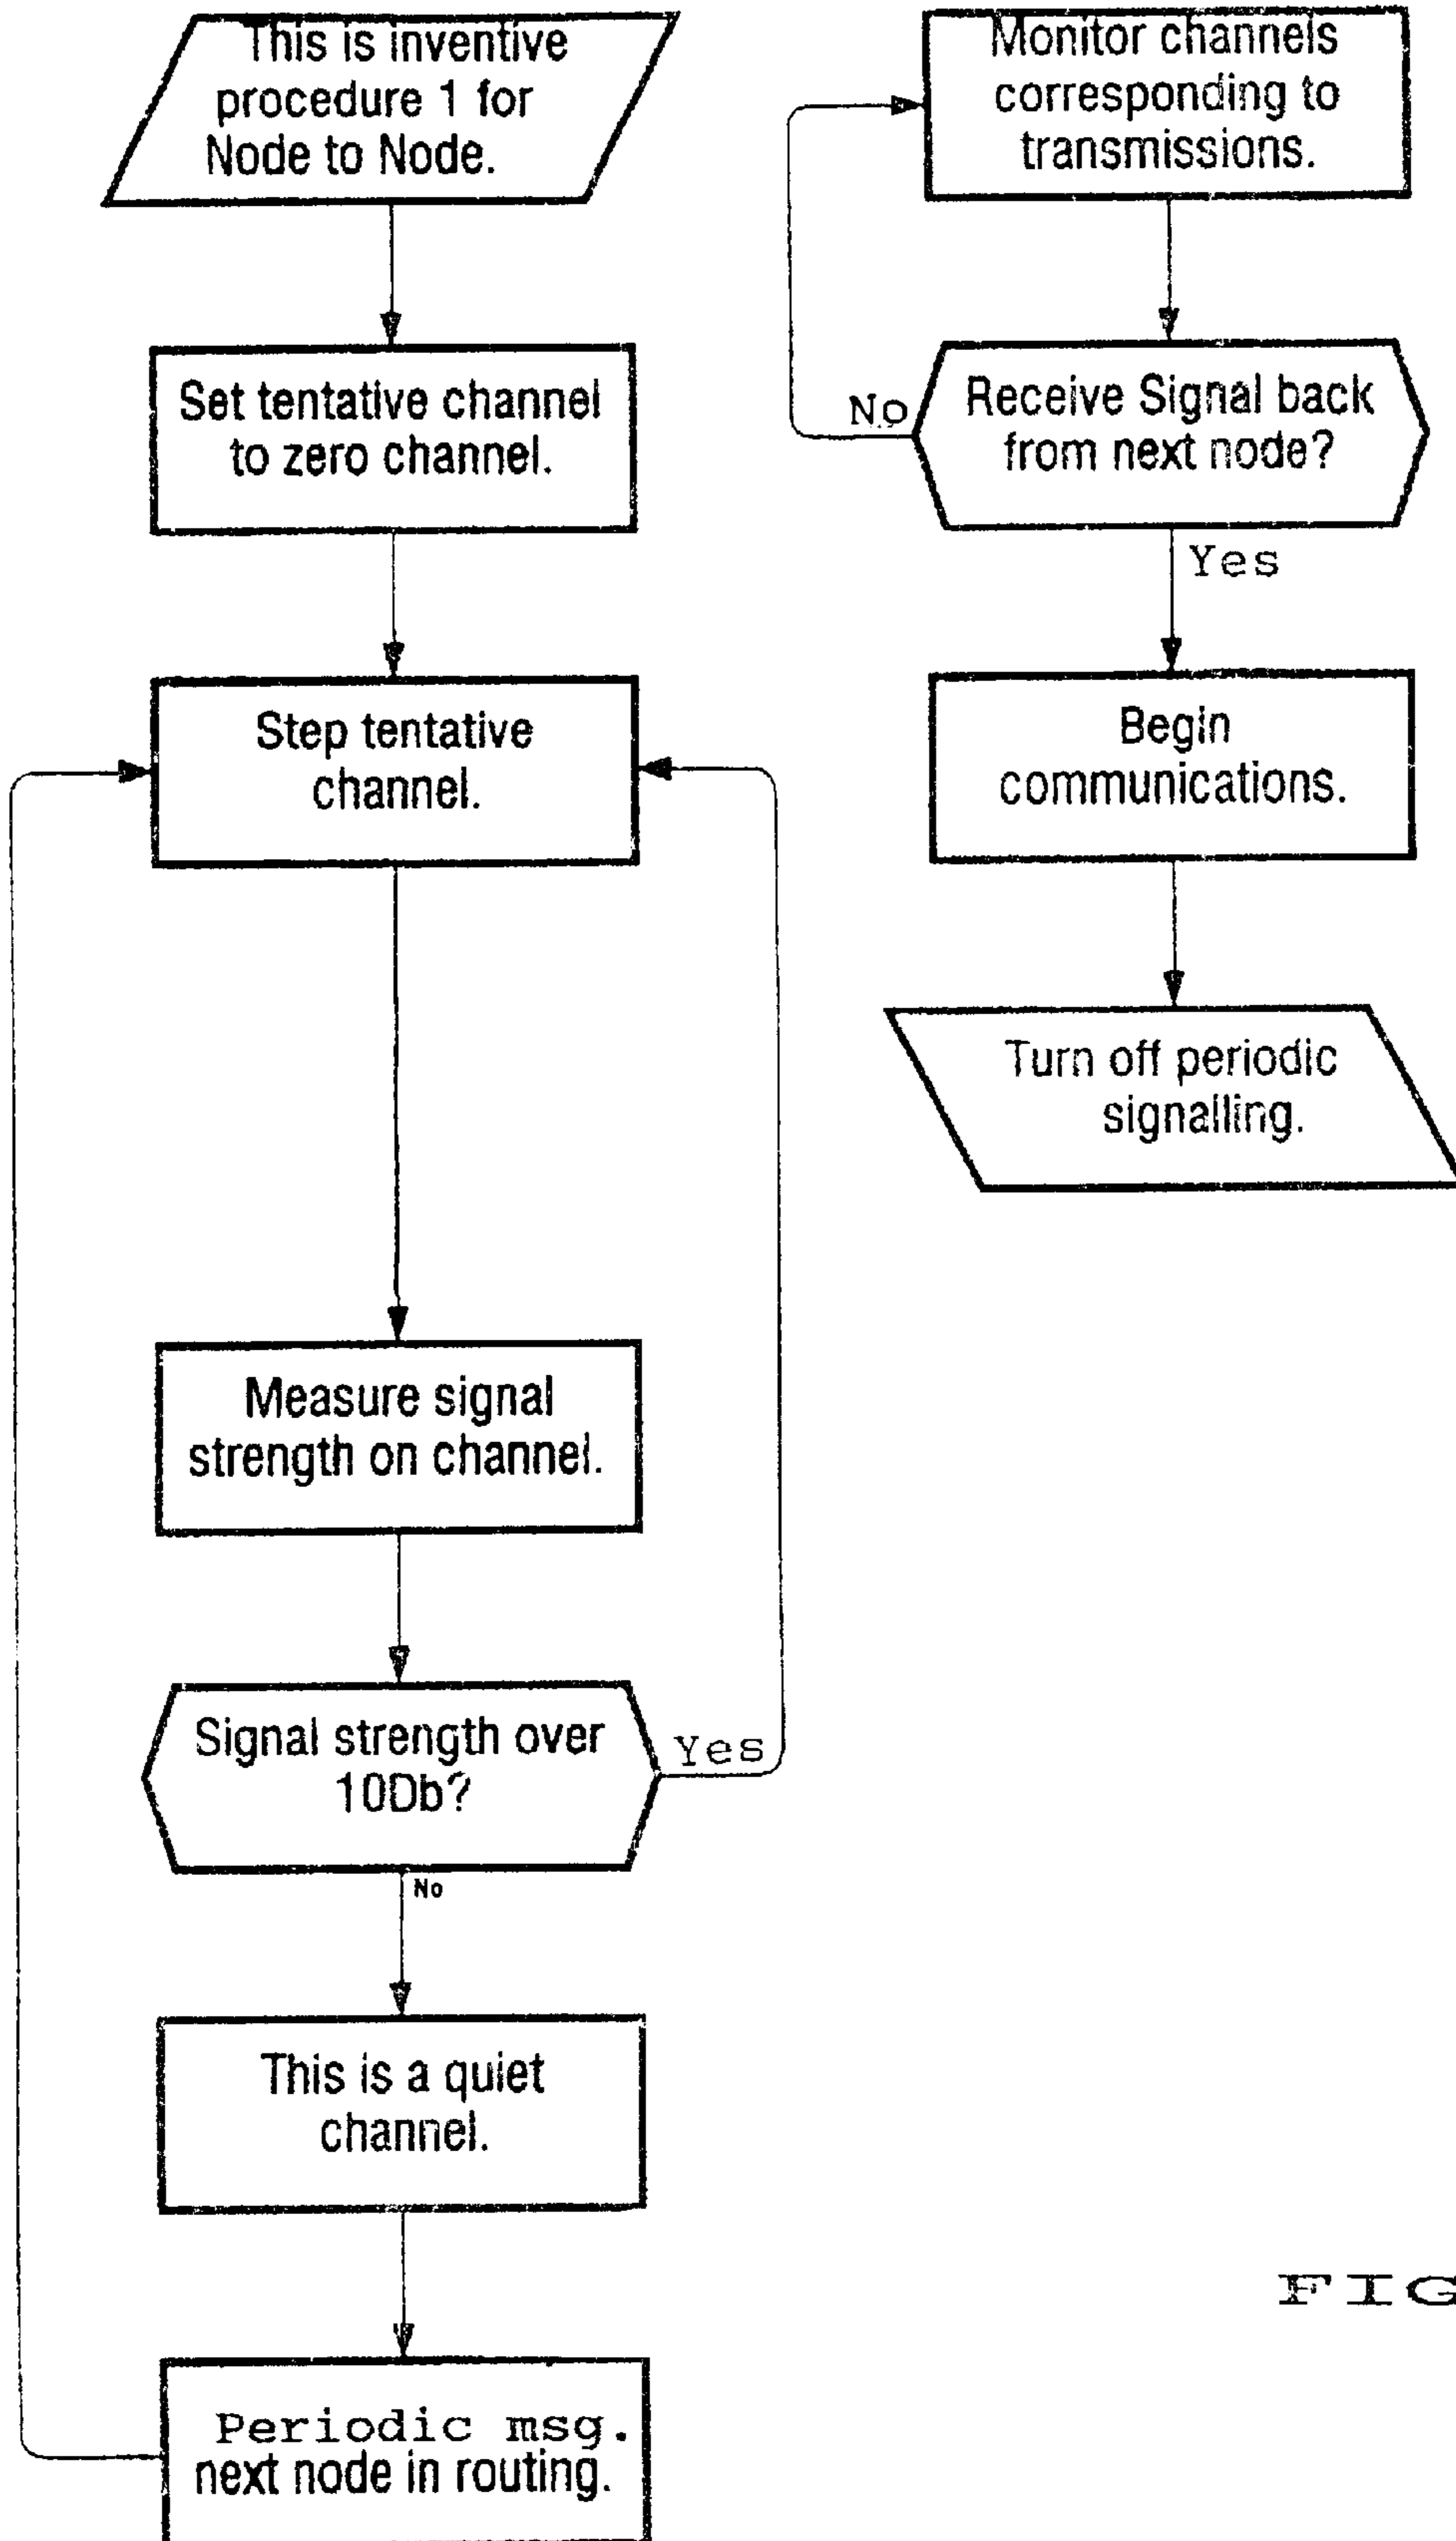 This is inventive
procedure 1 for
Node to Node.
Set tentative channel
to zero channel.
Step tentative
channel.
Measure signal
strength on channel.
Signal strength over
10Db?
Yes
No
This is a quiet
channel.
Periodic msg.
next node in routing.
Monitor channels
corresponding to
transmissions.
Receive Signal back
from next node?
No
Yes
Begin
communications.
Turn off periodic
signalling.
FIG